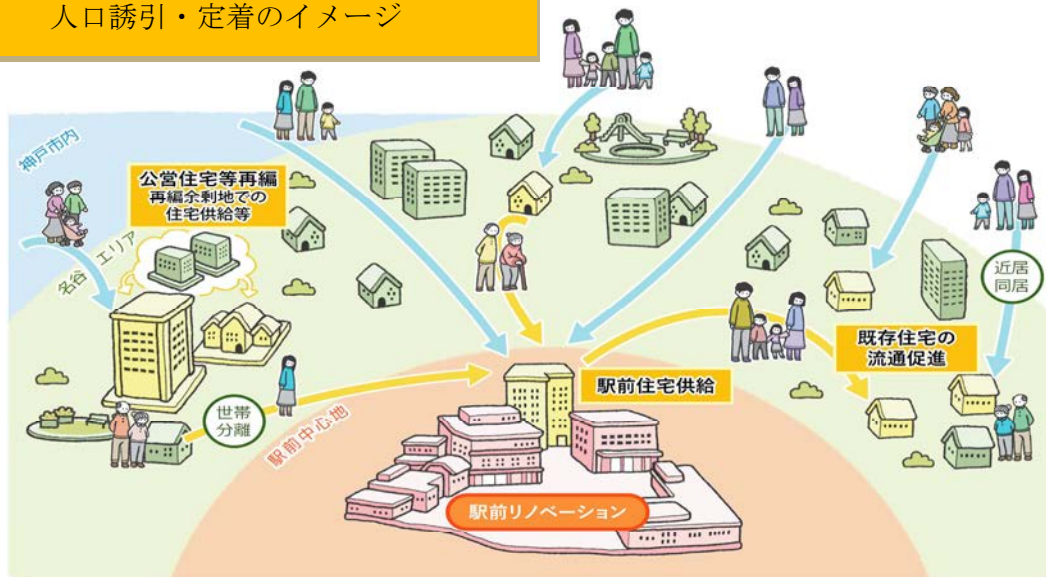 人口誘引・定着のイメージ
神戸市内
名谷エリア
公営住宅等再編
再編余剰地での
住宅供給等
近居
同居
既存住宅の
流通促進
駅前住宅供給
世帯
分離
駅前中心地
駅前リノベーション